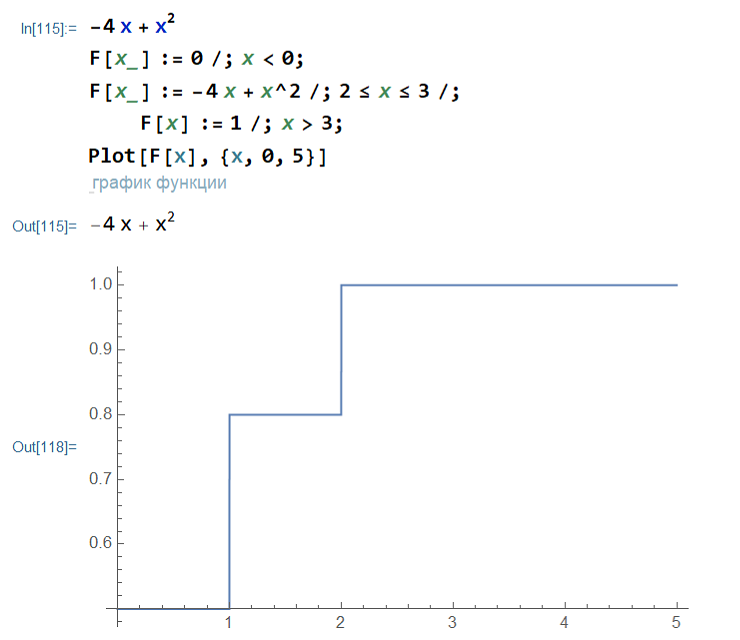 In[115]:= -4 x + x²
F[x_] := 0 /; x < 0;
F[x_] := -4 x + x^2 /; 2 ≤ x ≤ 3 /;
F[x] := 1 /; x > 3;
Plot[F[x], {x, 0, 5}]
график функции
Out[115]= -4 x + x²
1.0
0.9
0.8
Out[118]=
0.7
0.6
1 2 3 4 5